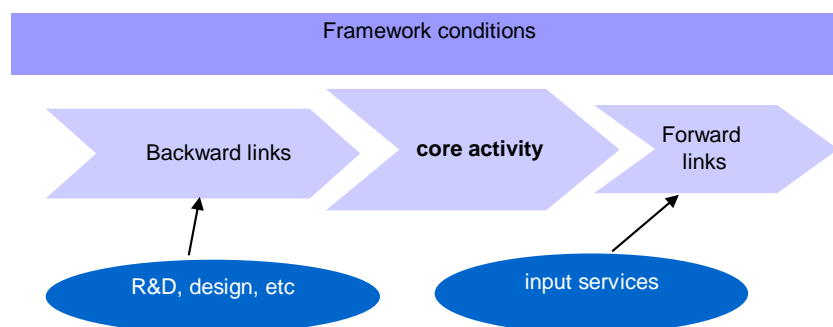 Framework conditions
Backward links
core activity
Forward
links
R&D, design, etc
input services